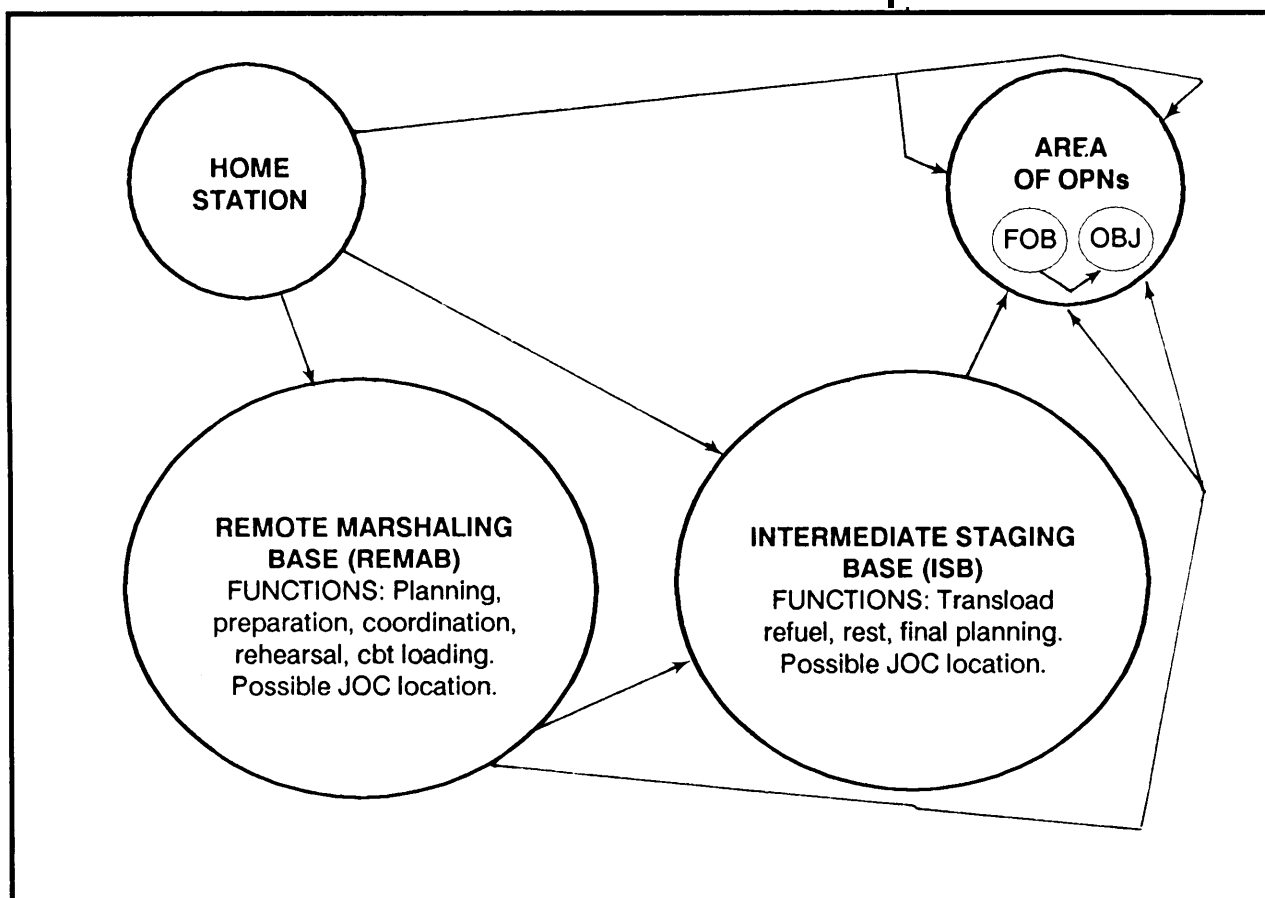 HOME
STATION
AREA
OF OPNs
FOB
OBJ
REMOTE MARSHALING
BASE (REMAB)
FUNCTIONS: Planning,
preparation, coordination,
rehearsal, cbt loading.
Possible JOC location.
INTERMEDIATE STAGING
BASE (ISB)
FUNCTIONS: Transload
refuel, rest, final planning.
Possible JOC location.